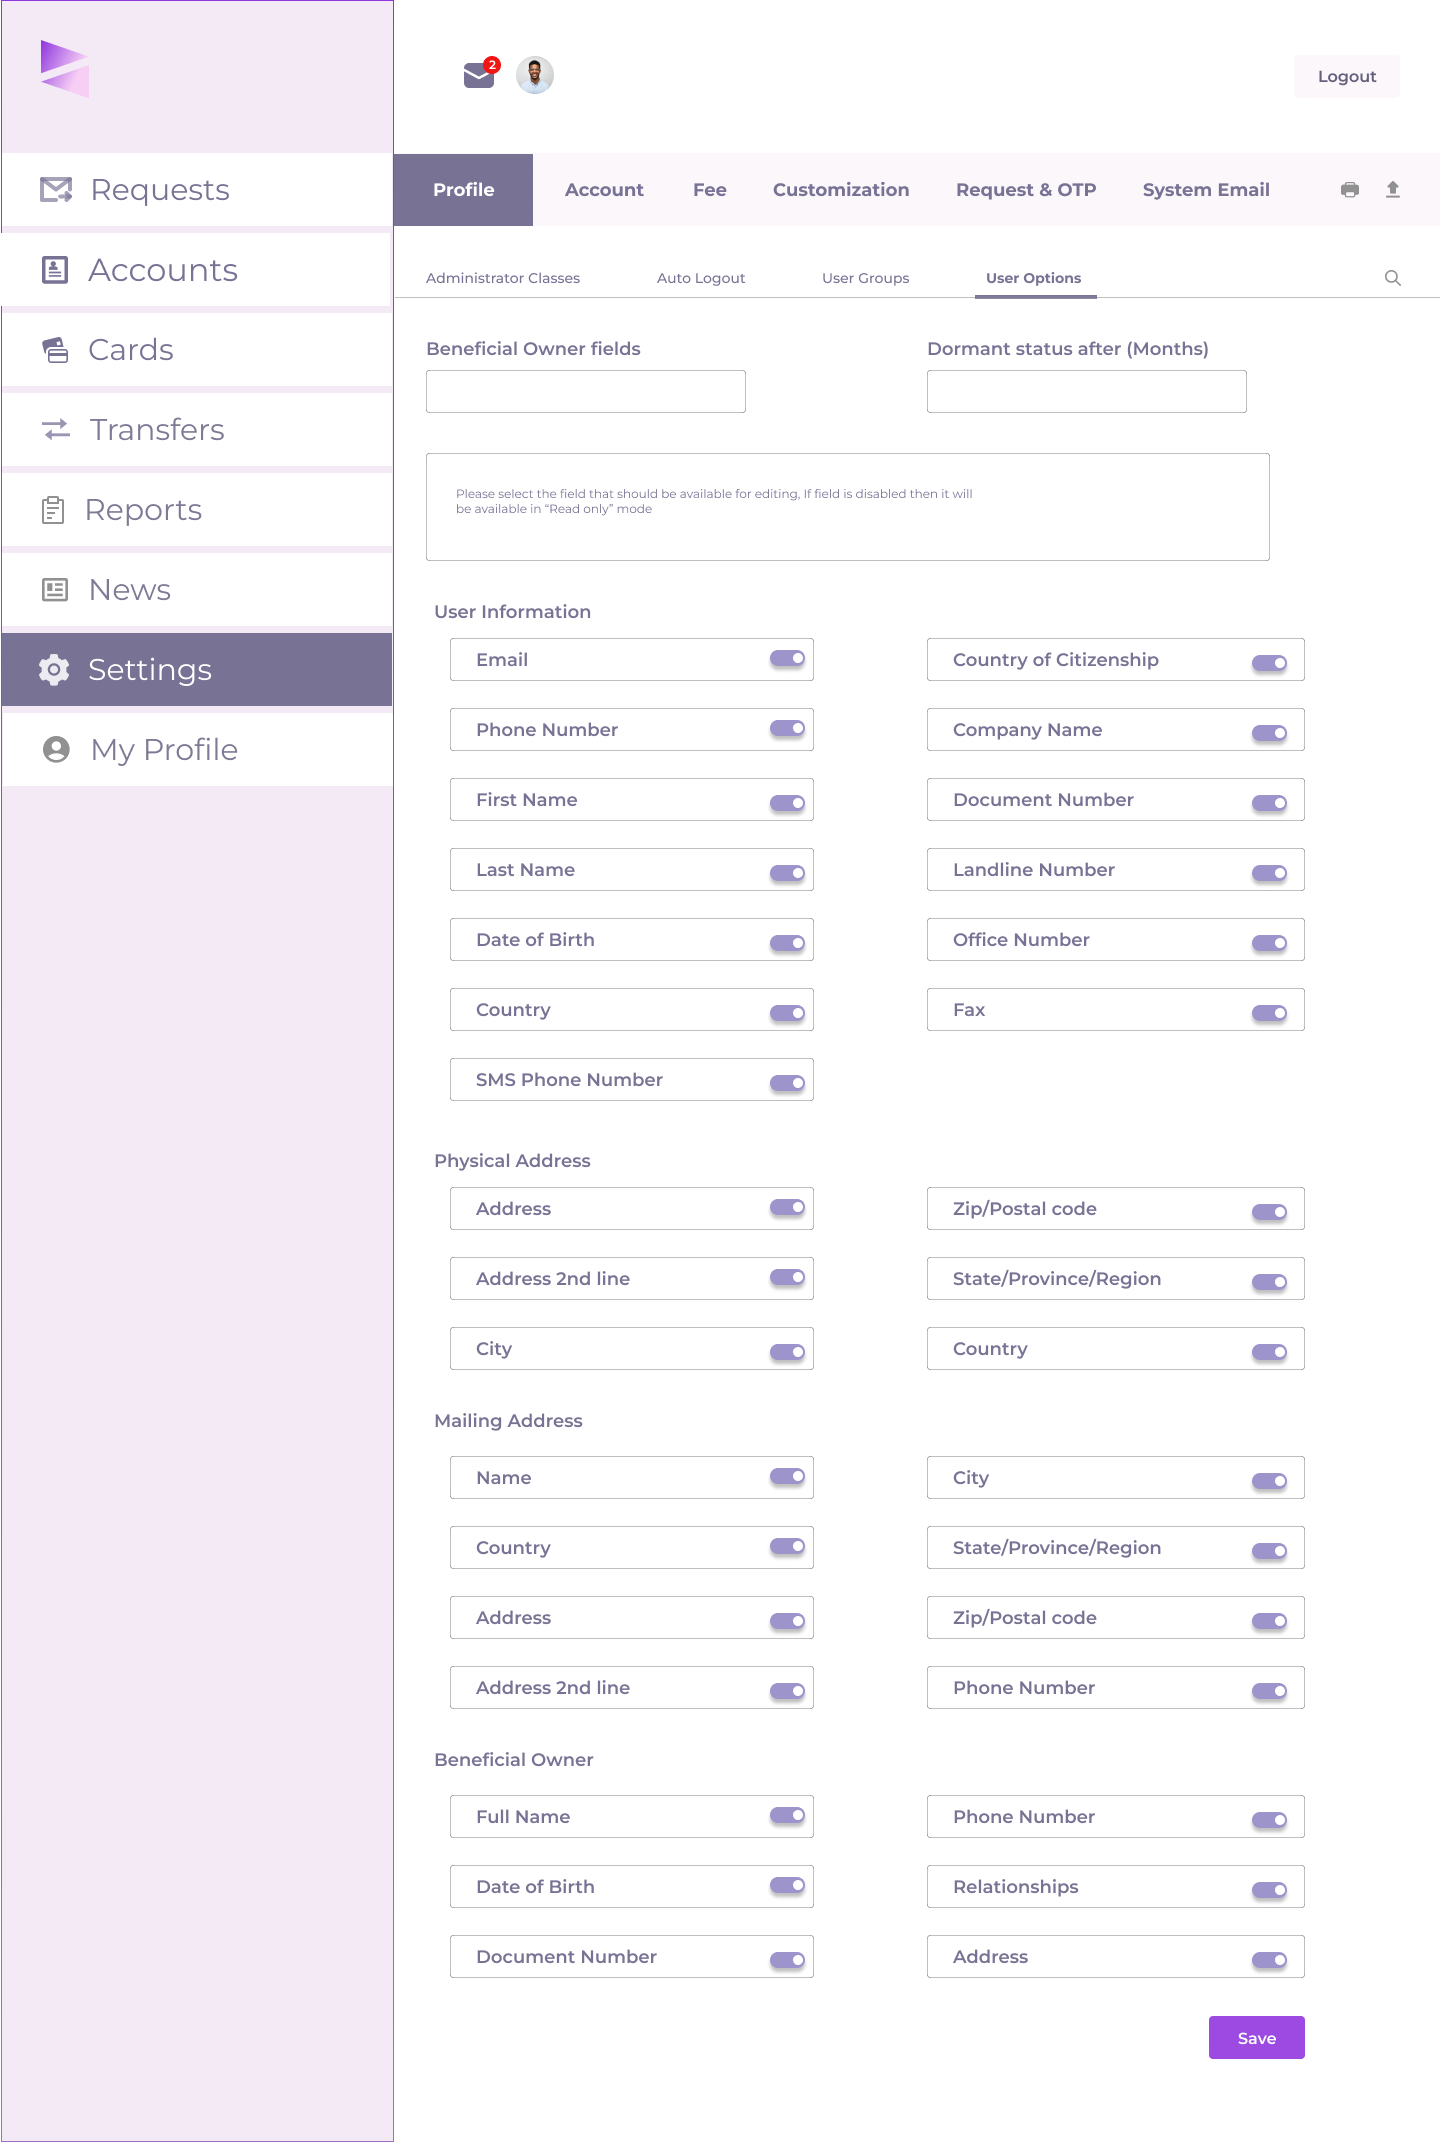 2
Logout
Requests
Accounts
Cards
Transfers
Reports
News
Settings
My Profile
Profile
Account
Fee
Customization
Request & OTP
System Email
Administrator Classes
Auto Logout
User Groups
User Options
Beneficial Owner fields
Dormant status after (Months)
Please select the field that should be available for editing, If field is disabled then it will
be available in “Read only” mode
User Information
Email
Country of Citizenship
Phone Number
Company Name
First Name
Document Number
Last Name
Landline Number
Date of Birth
Office Number
Country
Fax
SMS Phone Number
Physical Address
Address
Zip/Postal code
Address 2nd line
State/Province/Region
City
Country
Mailing Address
Name
City
Country
State/Province/Region
Address
Zip/Postal code
Address 2nd line
Phone Number
Beneficial Owner
Full Name
Phone Number
Date of Birth
Relationships
Document Number
Address
Save